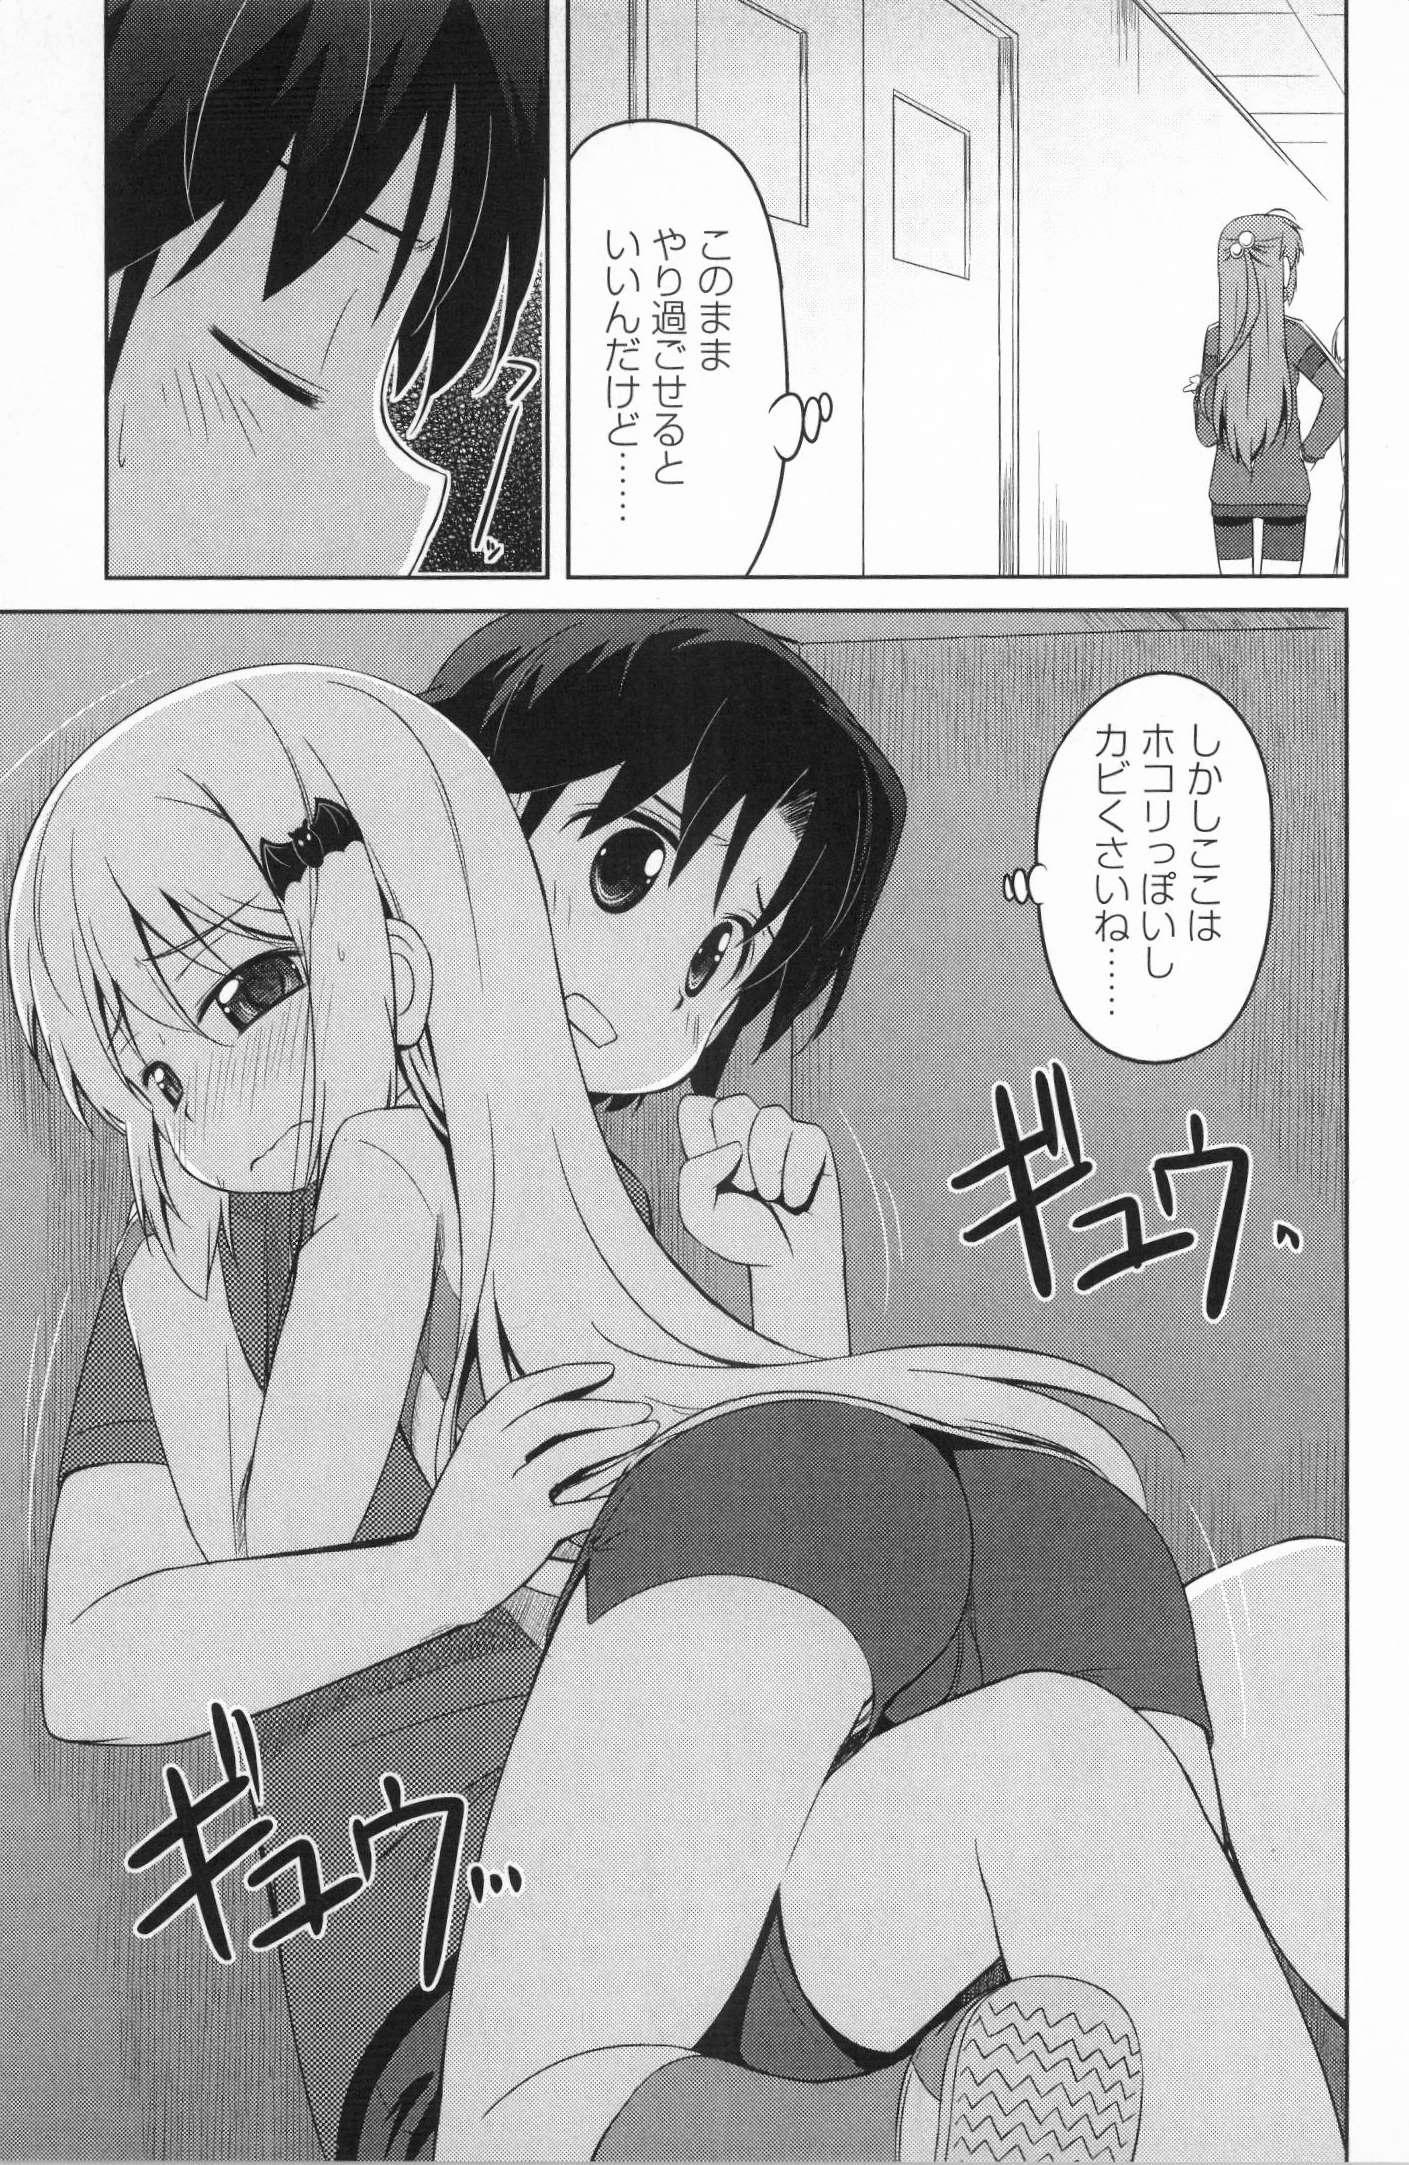 このまま
やり過ごせると
いいんだけど……
しかしここは
ホコリっぽいし
カビくさいね……
ギュウ
ギュウ…